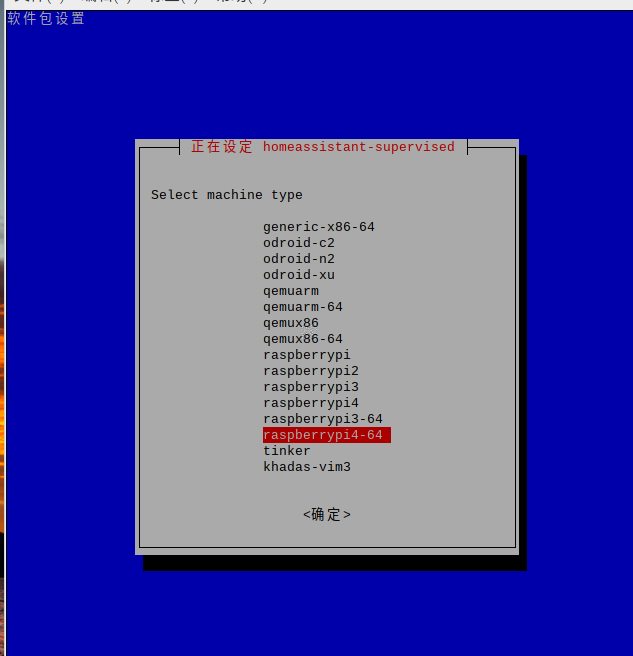 软件包设置
正在设定 homeassistant-supervised
Select machine type
generic-x86-64
odroid-c2
odroid-n2
odroid-xu
qemuarm
qemuarm-64
qemux86
qemux86-64
raspberrypi
raspberrypi2
raspberrypi3
raspberrypi4
raspberrypi3-64
raspberrypi4-64
tinker
khadas-vim3
<确定>